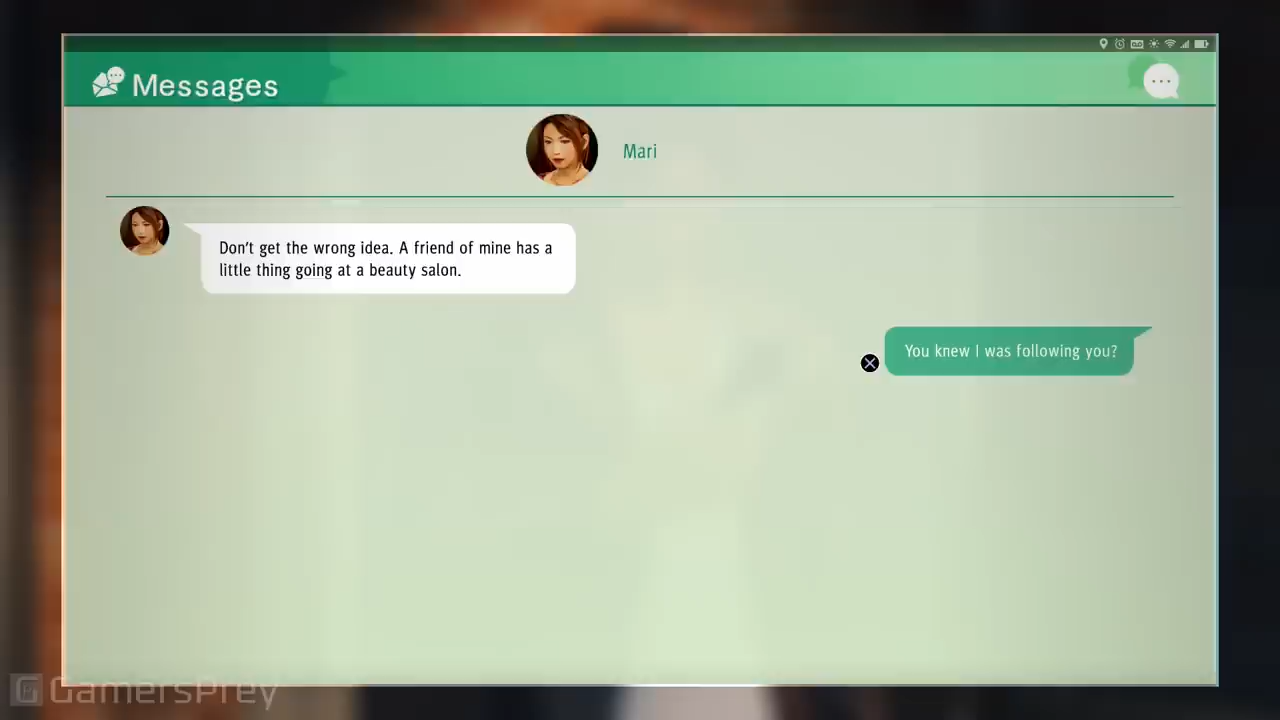 Messages
Mari
Don't get the wrong idea. A friend of mine has a
little thing going at a beauty salon.
You knew I was following you?
GamersPrey